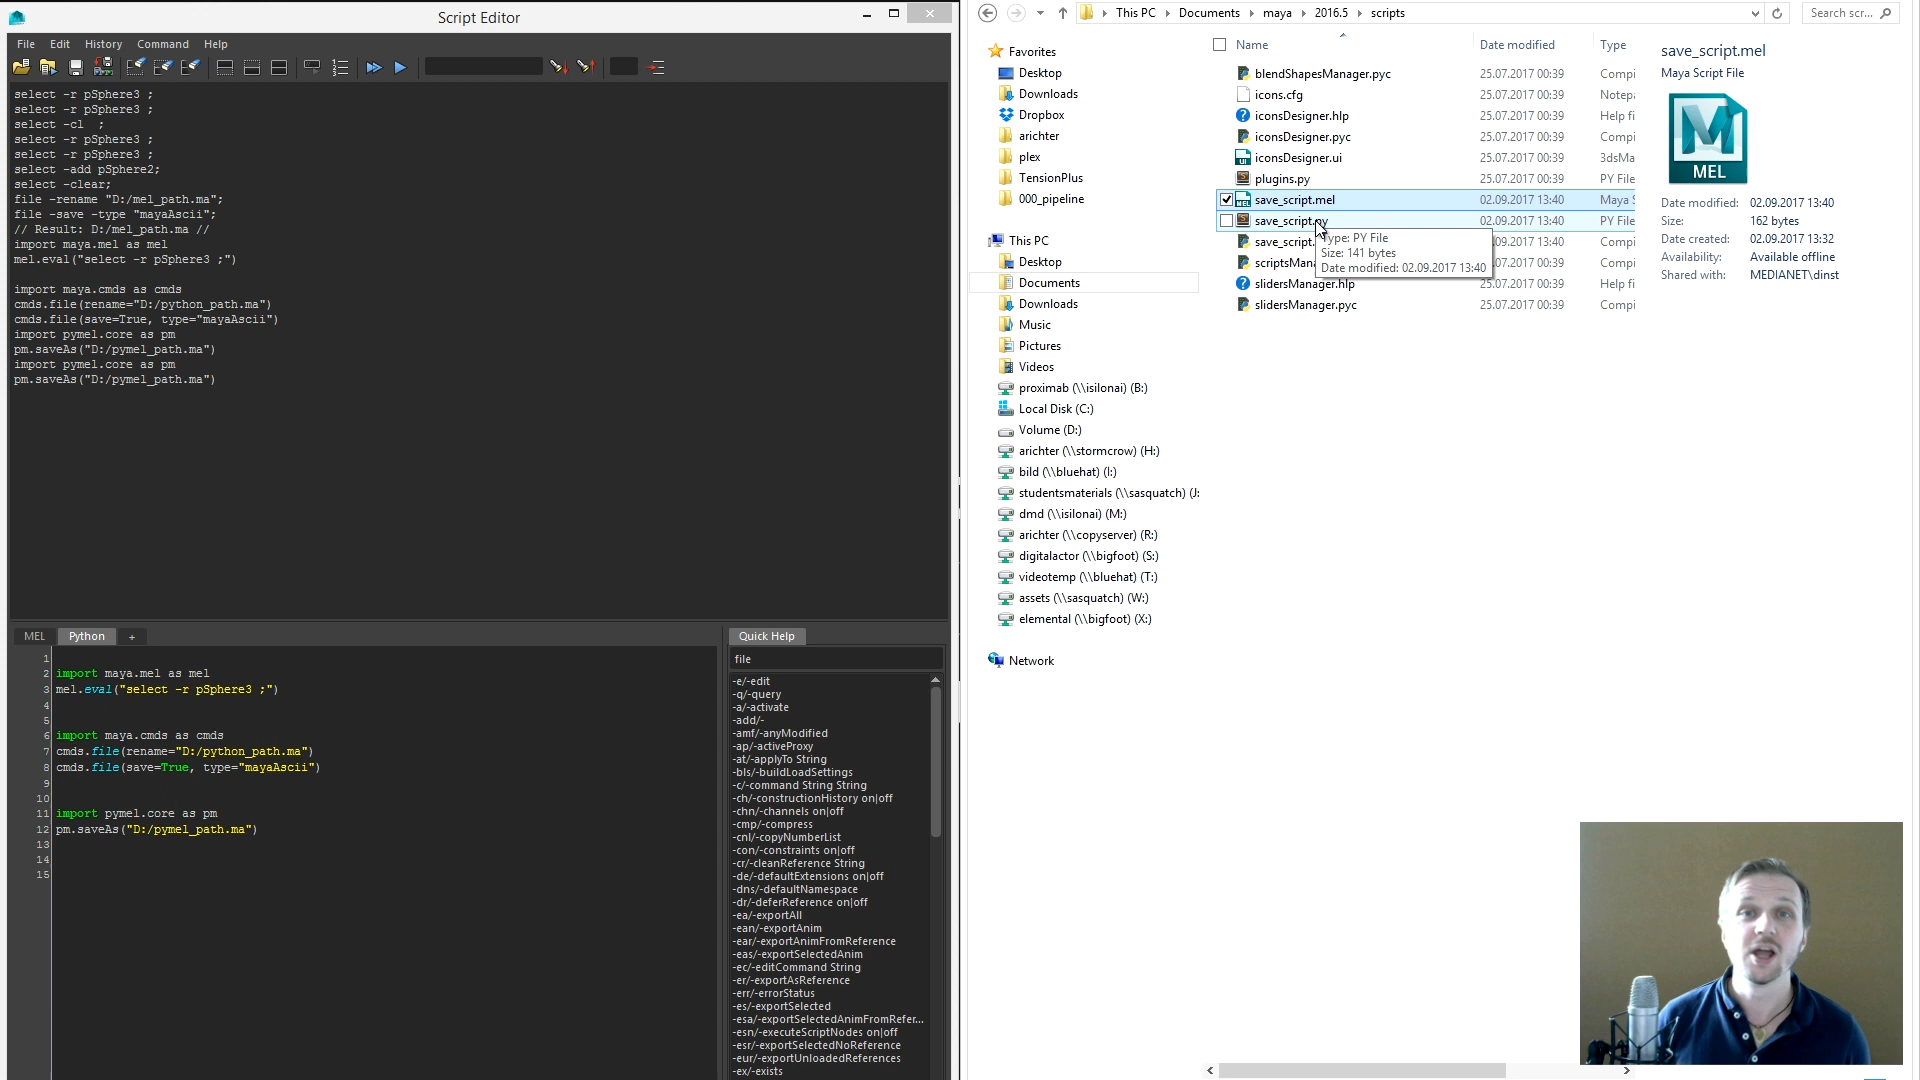 Script Editor
File Edit History Command Help
select -r pSphere3 ;
select -r pSphere3 ;
select -cl  ;
select -r pSphere3 ;
select -r pSphere3 ;
select -add pSphere2;
select -clear;
file -rename "D:/mel_path.ma";
file -save -type "mayaAscii";
// Result: D:/mel_path.ma //
import maya.mel as mel
mel.eval("select -r pSphere3 ;")
import maya.cmds as cmds
cmds.file(rename="D:/python_path.ma")
cmds.file(save=True, type="mayaAscii")
import pymel.core as pm
pm.saveAs("D:/pymel_path.ma")
import pymel.core as pm
pm.saveAs("D:/pymel_path.ma")
MEL Python +
1
2 import maya.mel as mel
3 mel.eval("select -r pSphere3 ;")
4
5
6 import maya.cmds as cmds
7 cmds.file(rename="D:/python_path.ma")
8 cmds.file(save=True, type="mayaAscii")
9
10
11 import pymel.core as pm
12 pm.saveAs("D:/pymel_path.ma")
13
14
15
Quick Help
file
-e/-edit
-q/-query
-a/-activate
-add/-
-amf/-anyModified
-ap/-activeProxy
-at/-applyTo String
-bls/-buildLoadSettings
-c/-command String String
-ch/-constructionHistory on|off
-chn/-channels on|off
-cmp/-compress
-cnl/-copyNumberList
-con/-constraints on|off
-cr/-cleanReference String
-de/-defaultExtensions on|off
-dns/-defaultNamespace
-dr/-deferReference on|off
-ea/-exportAll
-ean/-exportAnim
-ear/-exportAnimFromReference
-eas/-exportSelectedAnim
-ec/-editCommand String
-er/-exportAsReference
-err/-errorStatus
-es/-exportSelected
-esa/-exportSelectedAnimFromRefer...
-esn/-executeScriptNodes on|off
-esr/-exportSelectedNoReference
-eur/-exportUnloadedReferences
-ex/-exists
This PC Documents maya 2016.5 scripts
Search scr...
Favorites
Desktop
Downloads
Dropbox
arichter
plex
TensionPlus
000_pipeline
This PC
Desktop
Documents
Downloads
Music
Pictures
Videos
proximab (\\isilonai) (B:)
Local Disk (C:)
Volume (D:)
arichter (\\stormcrow) (H:)
bild (\\bluehat) (I:)
studentsmaterials (\\sasquatch) (J:
dmd (\\isilonai) (M:)
arichter (\\copyserver) (R:)
digitalactor (\\bigfoot) (S:)
videotemp (\\bluehat) (T:)
assets (\\sasquatch) (W:)
elemental (\\bigfoot) (X:)
Network
Name Date modified Type
blendShapesManager.pyc 25.07.2017 00:39 Compi
icons.cfg 25.07.2017 00:39 Notepa
iconsDesigner.hlp 25.07.2017 00:39 Help fi
iconsDesigner.pyc 25.07.2017 00:39 Compi
iconsDesigner.ui 25.07.2017 00:39 3dsMa
plugins.py 25.07.2017 00:39 PY File
save_script.mel 02.09.2017 13:40 Maya S
save_script.py 02.09.2017 13:40 PY File
save_script. .09.2017 13:40 Compi
scriptsMana .07.2017 00:39 Compi
slidersManager.hlp 25.07.2017 00:39 Help fi
slidersManager.pyc 25.07.2017 00:39 Compi
Type: PY File
Size: 141 bytes
Date modified: 02.09.2017 13:40
save_script.mel
Maya Script File
MEL
Date modified: 02.09.2017 13:40
Size: 162 bytes
Date created: 02.09.2017 13:32
Availability: Available offline
Shared with: MEDIANET\dinst